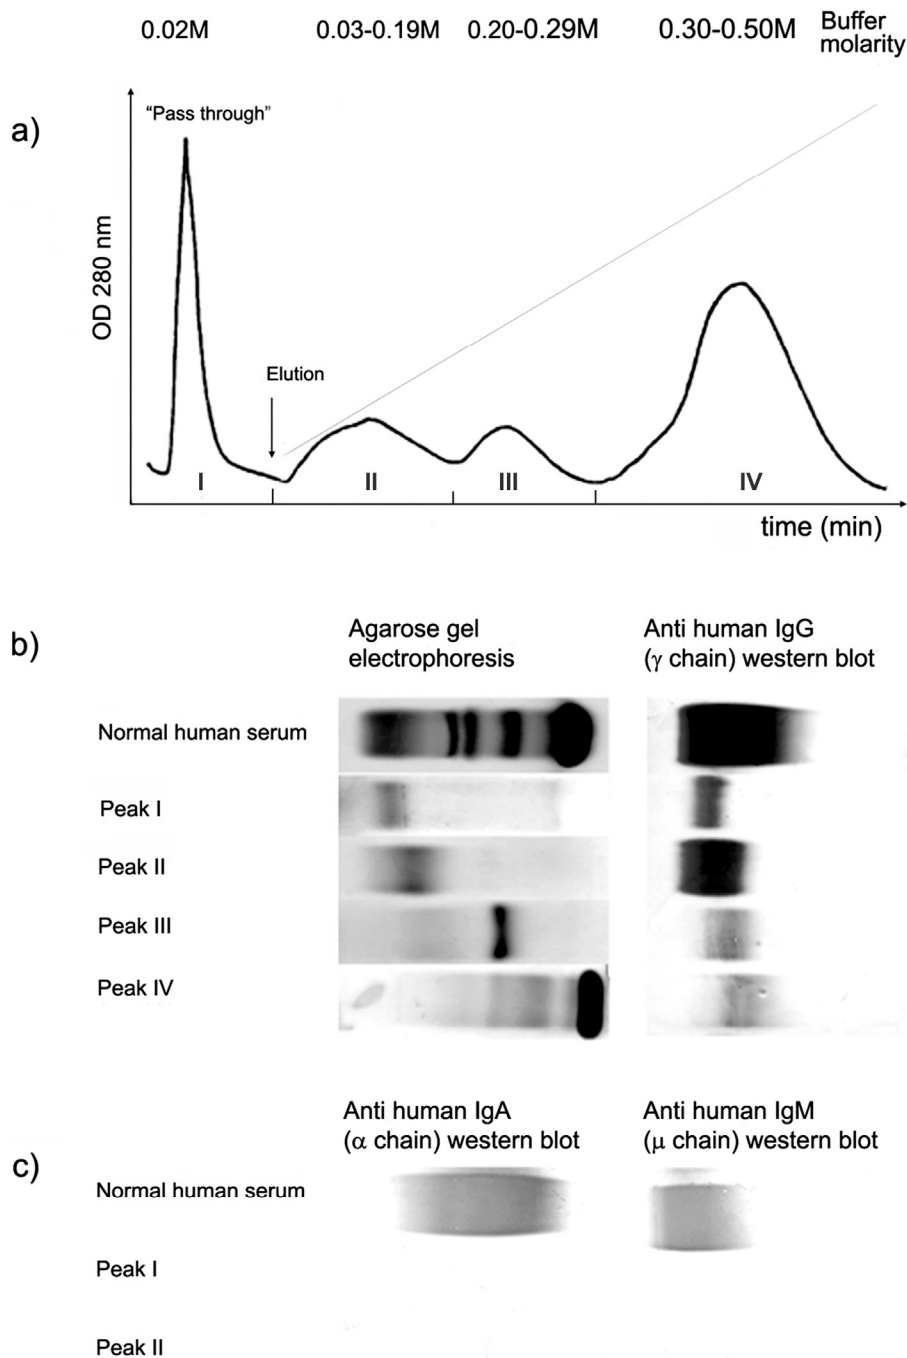 0.02M 0.03-0.19M 0.20-0.29M 0.30-0.50M Buffer
molarity
a)
“Pass through”
OD 280 nm
Elution
I II III IV
time (min)
b)
Agarose gel
electrophoresis
Anti human IgG
(γ chain) western blot
Normal human serum
Peak I
Peak II
Peak III
Peak IV
c)
Anti human IgA
(α chain) western blot
Anti human IgM
(μ chain) western blot
Normal human serum
Peak I
Peak II